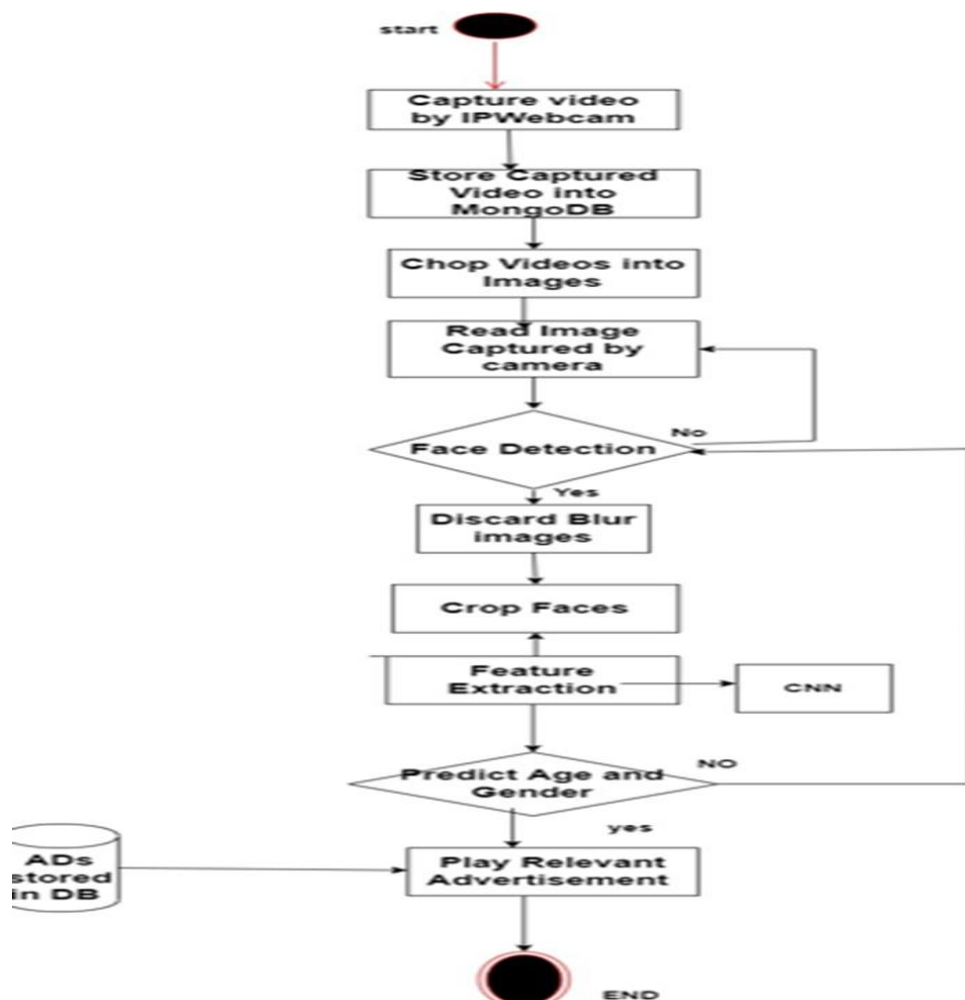 start
Capture video
by IPWebcam
Store Captured
Video into
MongoDB
Chop Videos into
Images
Read Image
Captured by
camera
No
Face Detection
Yes
Discard Blur
images
Crop Faces
Feature
Extraction
CNN
NO
Predict Age and
Gender
yes
ADs
stored
in DB
Play Relevant
Advertisement
END